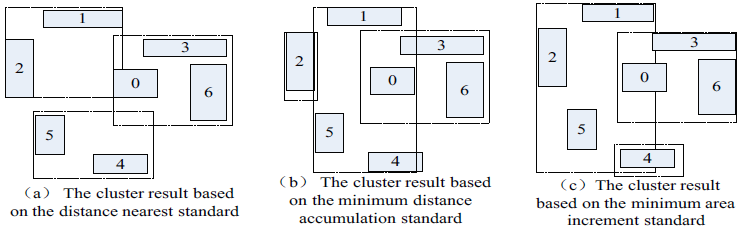 1
3
2
0
6
5
4
(a) The cluster result based
on the distance nearest standard
1
3
2
0
6
5
4
(b) The cluster result based
on the minimum distance
accumulation standard
1
3
2
0
6
5
4
(c) The cluster result
based on the minimum area
increment standard